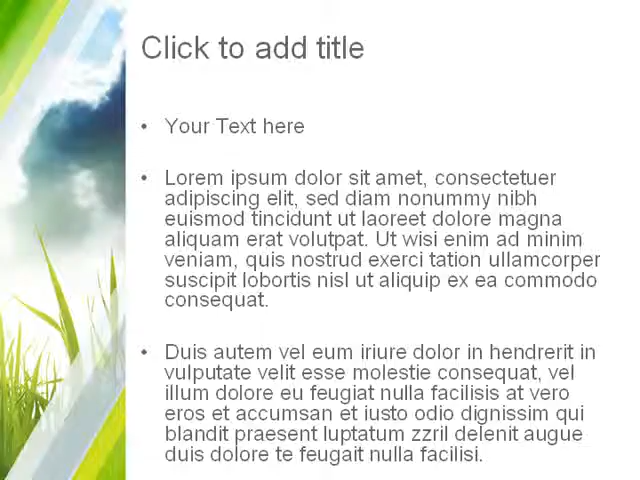 Click to add title
• Your Text here
• Lorem ipsum dolor sit amet, consectetuer
adipiscing elit, sed diam nonummy nibh
euismod tincidunt ut laoreet dolore magna
aliquam erat volutpat. Ut wisi enim ad minim
veniam, quis nostrud exerci tation ullamcorper
suscipit lobortis nisl ut aliquip ex ea commodo
consequat.
• Duis autem vel eum iriure dolor in hendrerit in
vulputate velit esse molestie consequat, vel
illum dolore eu feugiat nulla facilisis at vero
eros et accumsan et iusto odio dignissim qui
blandit praesent luptatum zzril delenit augue
duis dolore te feugait nulla facilisi.